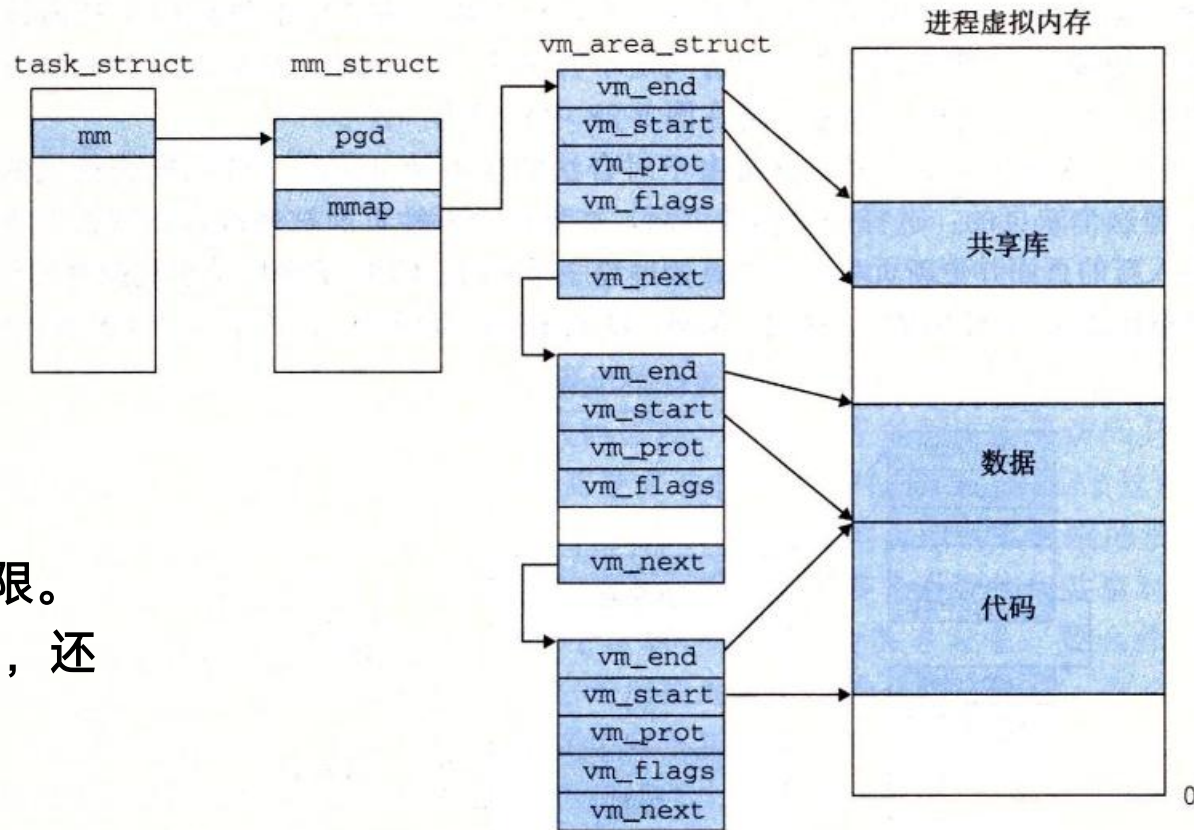 进程虚拟内存
task_struct
mm
mm_struct
pgd
mmap
vm_area_struct
vm_end
vm_start
vm_prot
vm_flags
vm_next
vm_end
vm_start
vm_prot
vm_flags
vm_next
vm_end
vm_start
vm_prot
vm_flags
vm_next
共享库
数据
代码
0
限。
，还